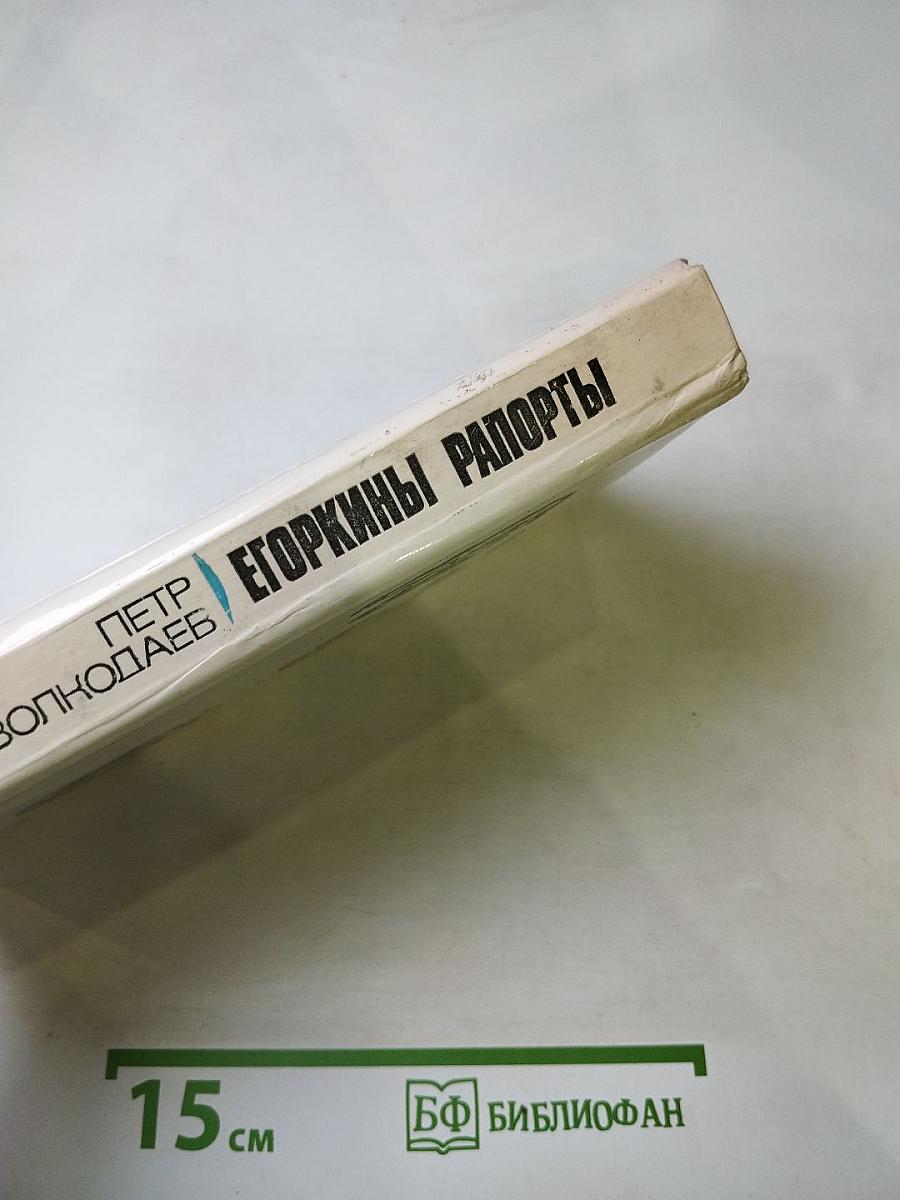 ПЕТР
ВОЛКОДАЕВ
ЕГОРКИНЫ РАПОРТЫ
15 см
БФ БИБЛИОФАН